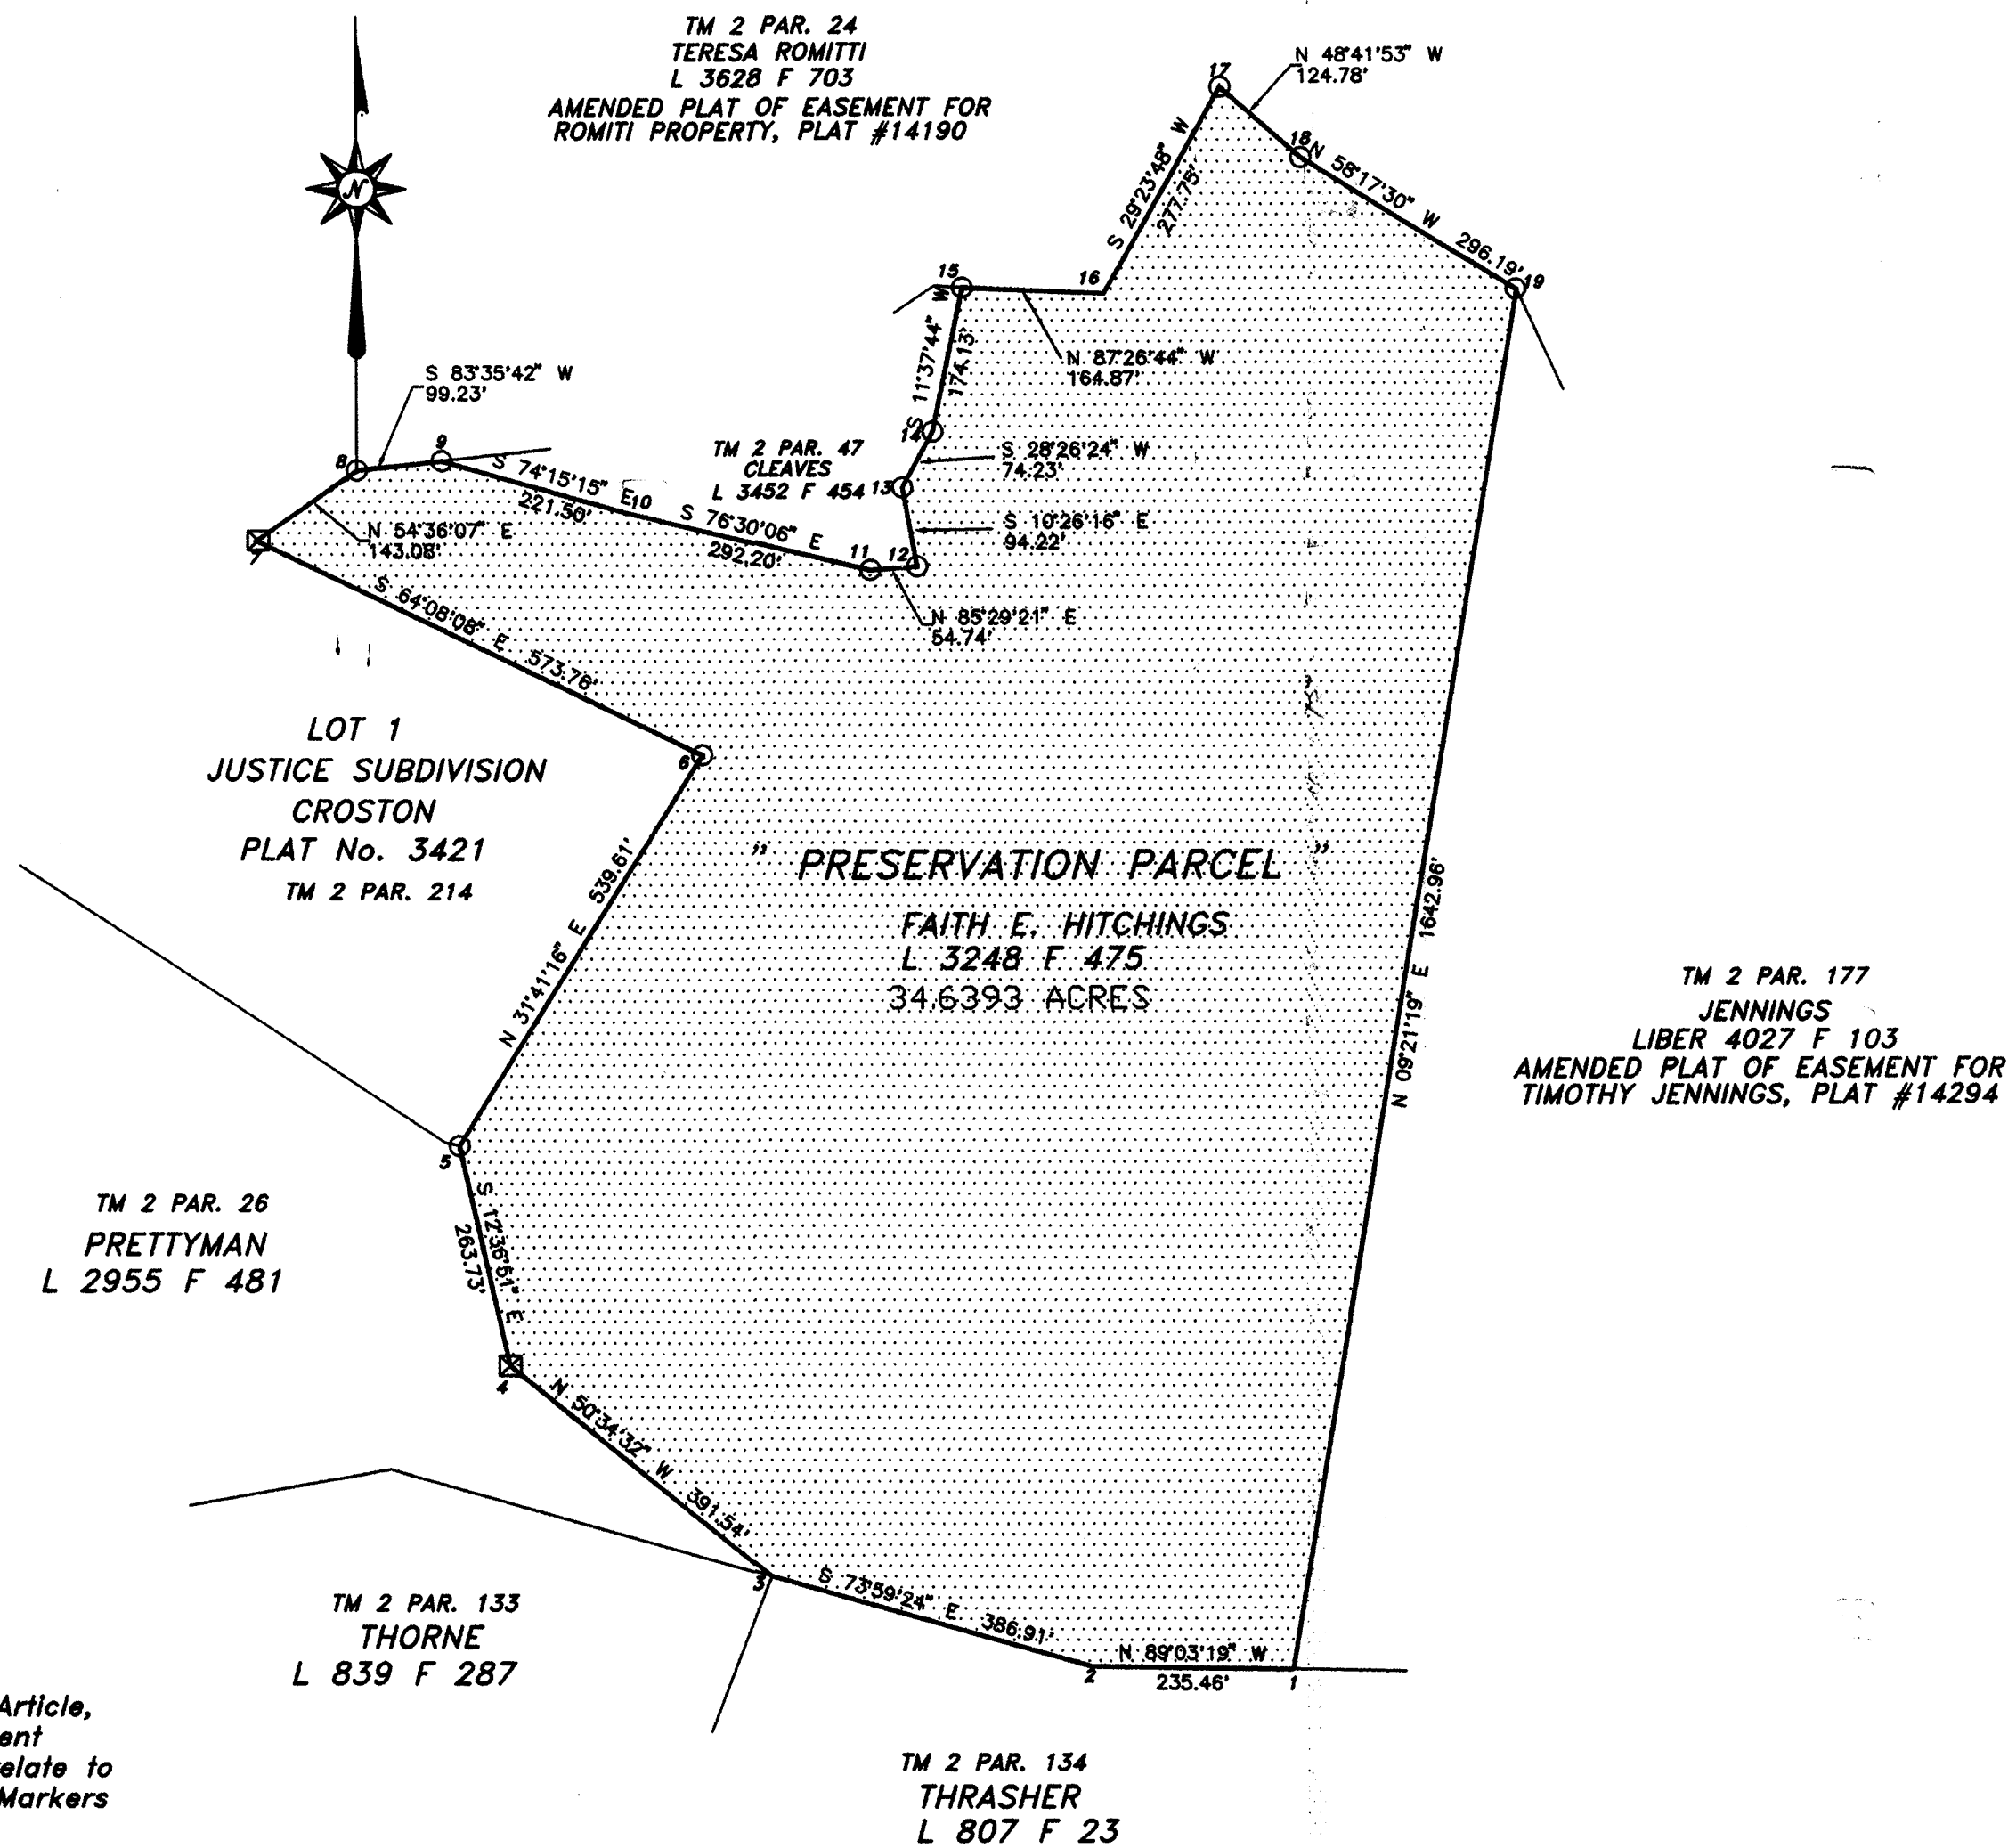 TM 2 PAR. 24
TERESA ROMITTI
L 3628 F 703
AMENDED PLAT OF EASEMENT FOR
ROMITI PROPERTY, PLAT #14190
N
17
N 48°41'53" W
124.78'
18
N 58°17'30" W 296.19'
19
S 29°23'48" W
277.75'
15
16
N 87°26'44" W
164.87'
S 11°37'44" W
174.13'
S 83°35'42" W
99.23'
8
9
TM 2 PAR. 47
CLEAVES
L 3452 F 454
14
S 28°26'24" W
74.23'
13
S 74°15'15" E
221.50'
10
S 76°30'06" E
292.20'
S 10°26'16" E
94.22'
11
12
N 85°29'21" E
54.74'
7
N 54°36'07" E
143.08'
S 64°08'08" E 573.76'
6
LOT 1
JUSTICE SUBDIVISION
CROSTON
PLAT No. 3421
TM 2 PAR. 214
N 31°41'16" E 539.61'
" PRESERVATION PARCEL "
FAITH E. HITCHINGS
L 3248 F 475
34.6393 ACRES
N 09°21'19" E 1642.96'
TM 2 PAR. 177
JENNINGS
LIBER 4027 F 103
AMENDED PLAT OF EASEMENT FOR
TIMOTHY JENNINGS, PLAT #14294
5
TM 2 PAR. 26
PRETTYMAN
L 2955 F 481
S 12°36'51" E
263.73'
4
N 50°34'32" W 391.54'
3
S 73°59'24" E 386.91'
2
N 89°03'19" W
235.46'
1
TM 2 PAR. 133
THORNE
L 839 F 287
TM 2 PAR. 134
THRASHER
L 807 F 23
Article,
ent
elate to
Markers